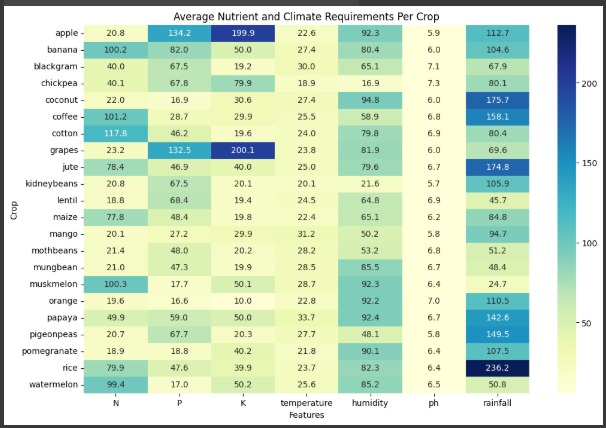 Average Nutrient and Climate Requirements Per Crop
apple 20.8 134.2 199.9 22.6 92.3 5.9 112.7
banana 100.2 82.0 50.0 27.4 80.4 6.0 104.6
blackgram 40.0 67.5 19.2 30.0 65.1 7.1 67.9
chickpea 40.1 67.8 79.9 18.9 16.9 7.3 80.1
coconut 22.0 16.9 30.6 27.4 94.8 6.0 175.7
coffee 101.2 28.7 29.9 25.5 58.9 6.8 158.1
cotton 117.8 46.2 19.6 24.0 79.8 6.9 80.4
grapes 23.2 132.5 200.1 23.8 81.9 6.0 69.6
jute 78.4 46.9 40.0 25.0 79.6 6.7 174.8
kidneybeans 20.8 67.5 20.1 20.1 21.6 5.7 105.9
lentil 18.8 68.4 19.4 24.5 64.8 6.9 45.7
maize 77.8 48.4 19.8 22.4 65.1 6.2 84.8
mango 20.1 27.2 29.9 31.2 50.2 5.8 94.7
mothbeans 21.4 48.0 20.2 28.2 53.2 6.8 51.2
mungbean 21.0 47.3 19.9 28.5 85.5 6.7 48.4
muskmelon 100.3 17.7 50.1 28.7 92.3 6.4 24.7
orange 19.6 16.6 10.0 22.8 92.2 7.0 110.5
papaya 49.9 59.0 50.0 33.7 92.4 6.7 142.6
pigeonpeas 20.7 67.7 20.3 27.7 48.1 5.8 149.5
pomegranate 18.9 18.8 40.2 21.8 90.1 6.4 107.5
rice 79.9 47.6 39.9 23.7 82.3 6.4 236.2
watermelon 99.4 17.0 50.2 25.6 85.2 6.5 50.8
N P K temperature humidity ph rainfall
Features
Crop
200
150
100
50